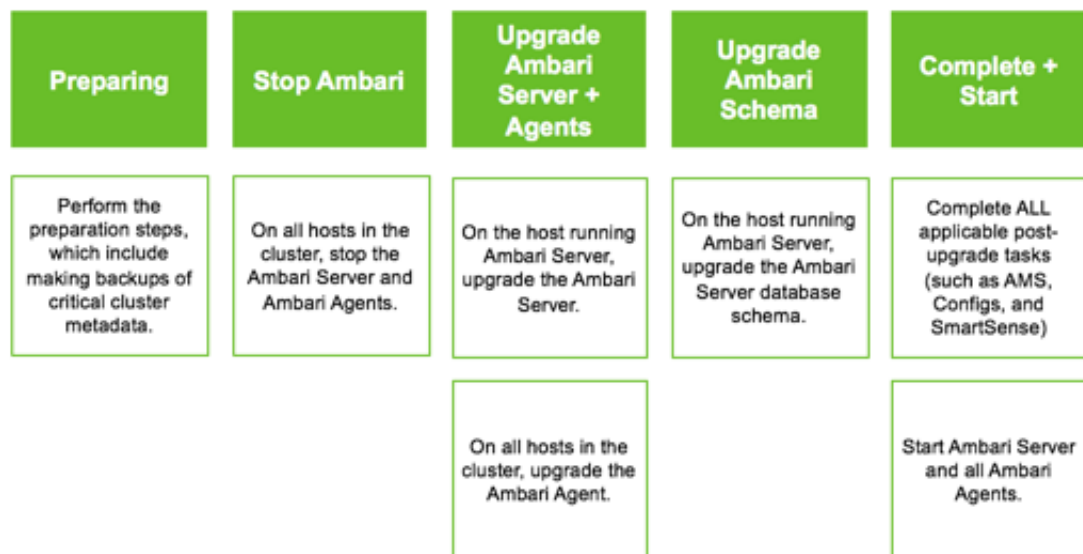 Preparing
Stop Ambari
Upgrade
Ambari
Server +
Agents
Upgrade
Ambari
Schema
Complete +
Start
Perform the
preparation steps,
which include
making backups of
critical cluster
metadata.
On all hosts in the
cluster, stop the
Ambari Server and
Ambari Agents.
On the host running
Ambari Server,
upgrade the Ambari
Server.
On the host running
Ambari Server,
upgrade the Ambari
Server database
schema.
Complete ALL
applicable post-
upgrade tasks
(such as AMS,
Configs, and
SmartSense)
On all hosts in the
cluster, upgrade the
Ambari Agent.
Start Ambari Server
and all Ambari
Agents.